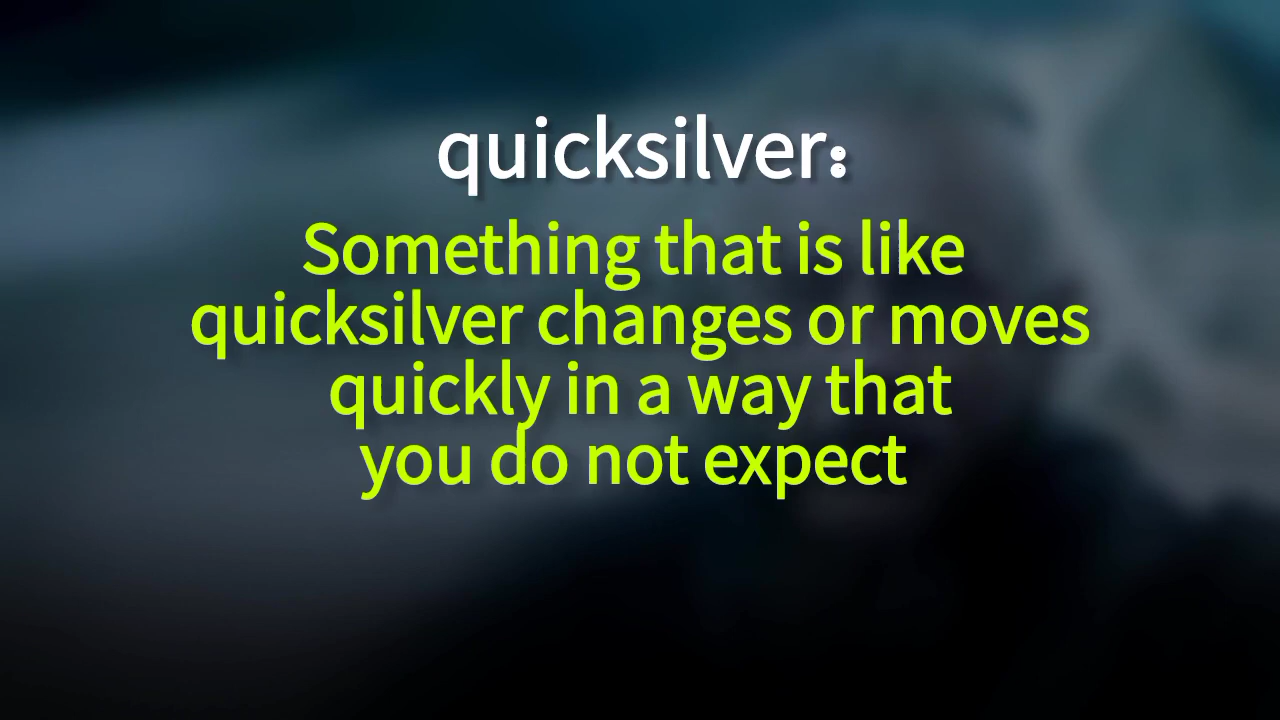 quicksilver:
Something that is like
quicksilver changes or moves
quickly in a way that
you do not expect